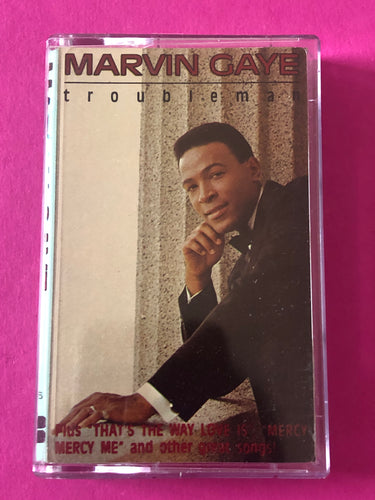 MARVIN GAYE
troubleman
Plus "THAT'S THE WAY LOVE IS" "MERCY
MERCY ME" and other great songs!